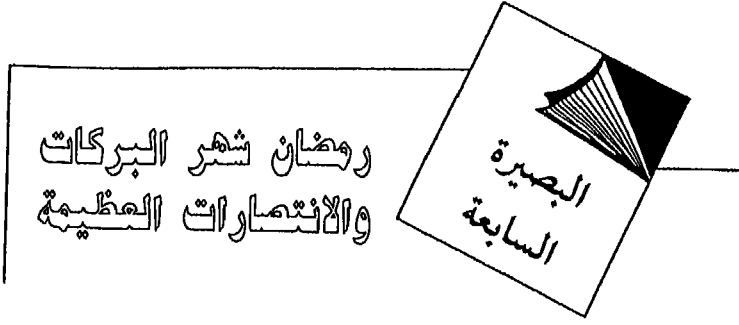 البصيرة
السابعة
رمضان شهر البركات
والانتصارات العظيمة